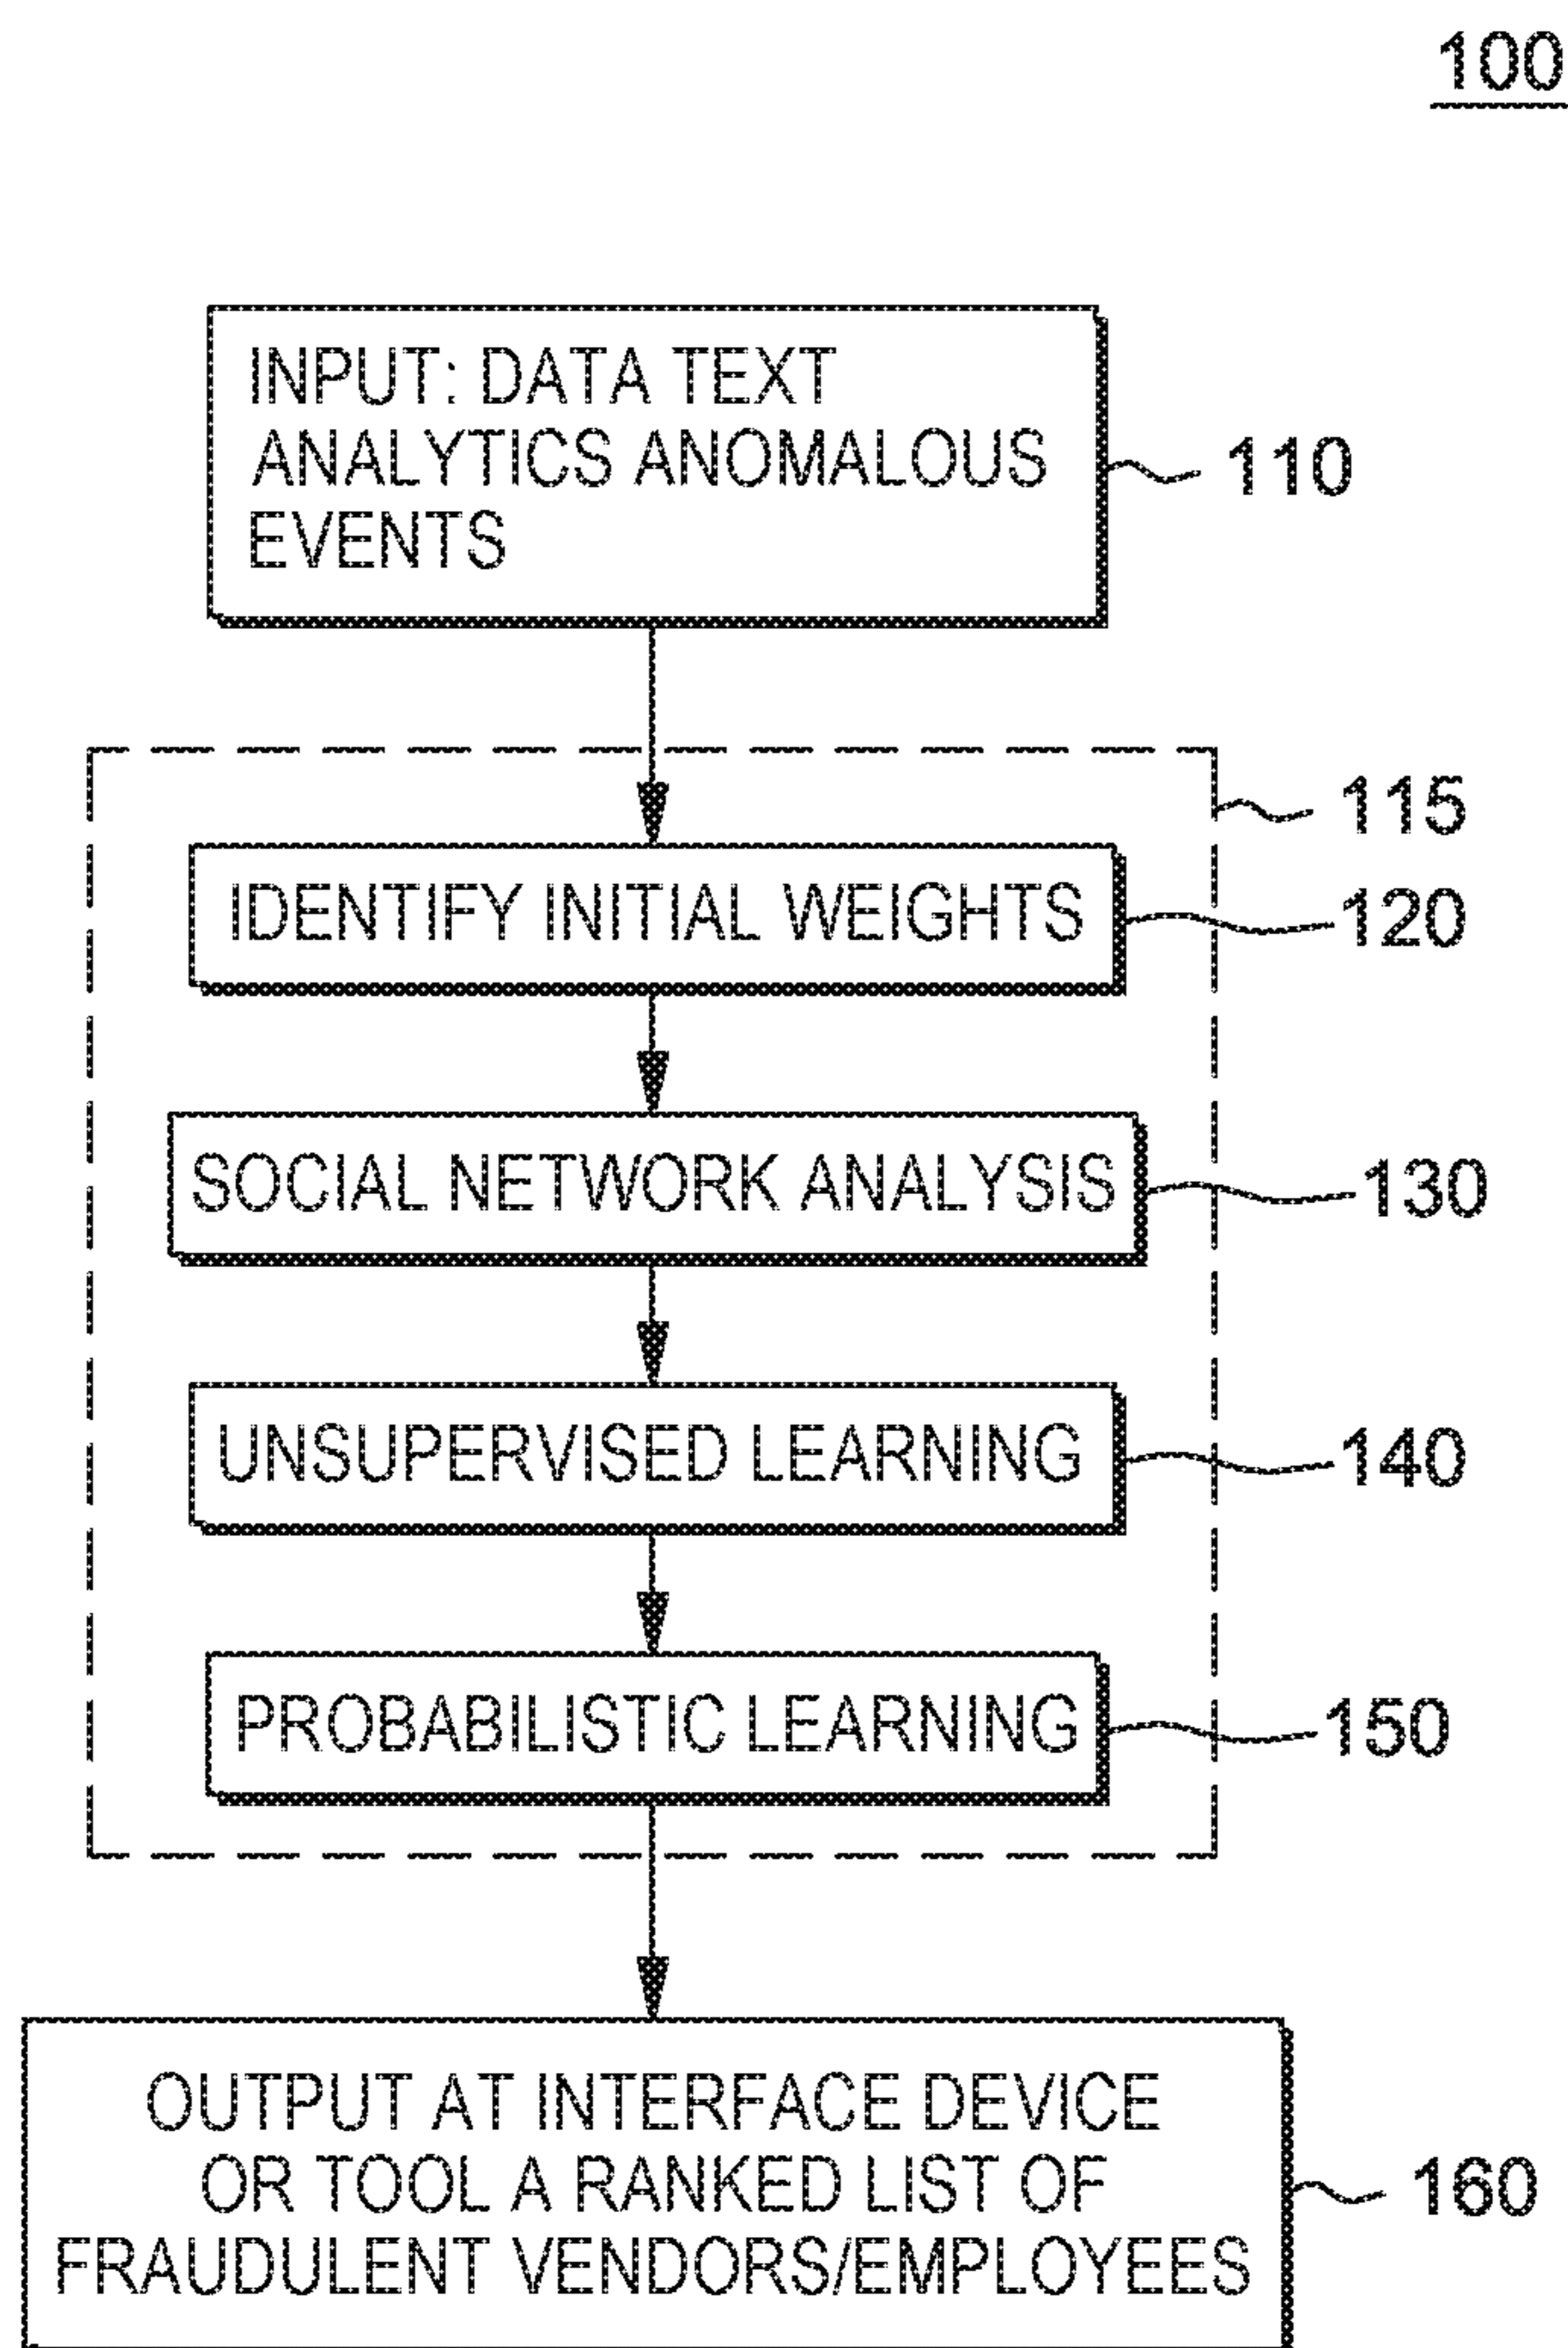 100
INPUT: DATA TEXT
ANALYTICS ANOMALOUS
EVENTS
110
115
IDENTIFY INITIAL WEIGHTS
120
SOCIAL NETWORK ANALYSIS
130
UNSUPERVISED LEARNING
140
PROBABILISTIC LEARNING
150
OUTPUT AT INTERFACE DEVICE
OR TOOL A RANKED LIST OF
FRAUDULENT VENDORS/EMPLOYEES
160